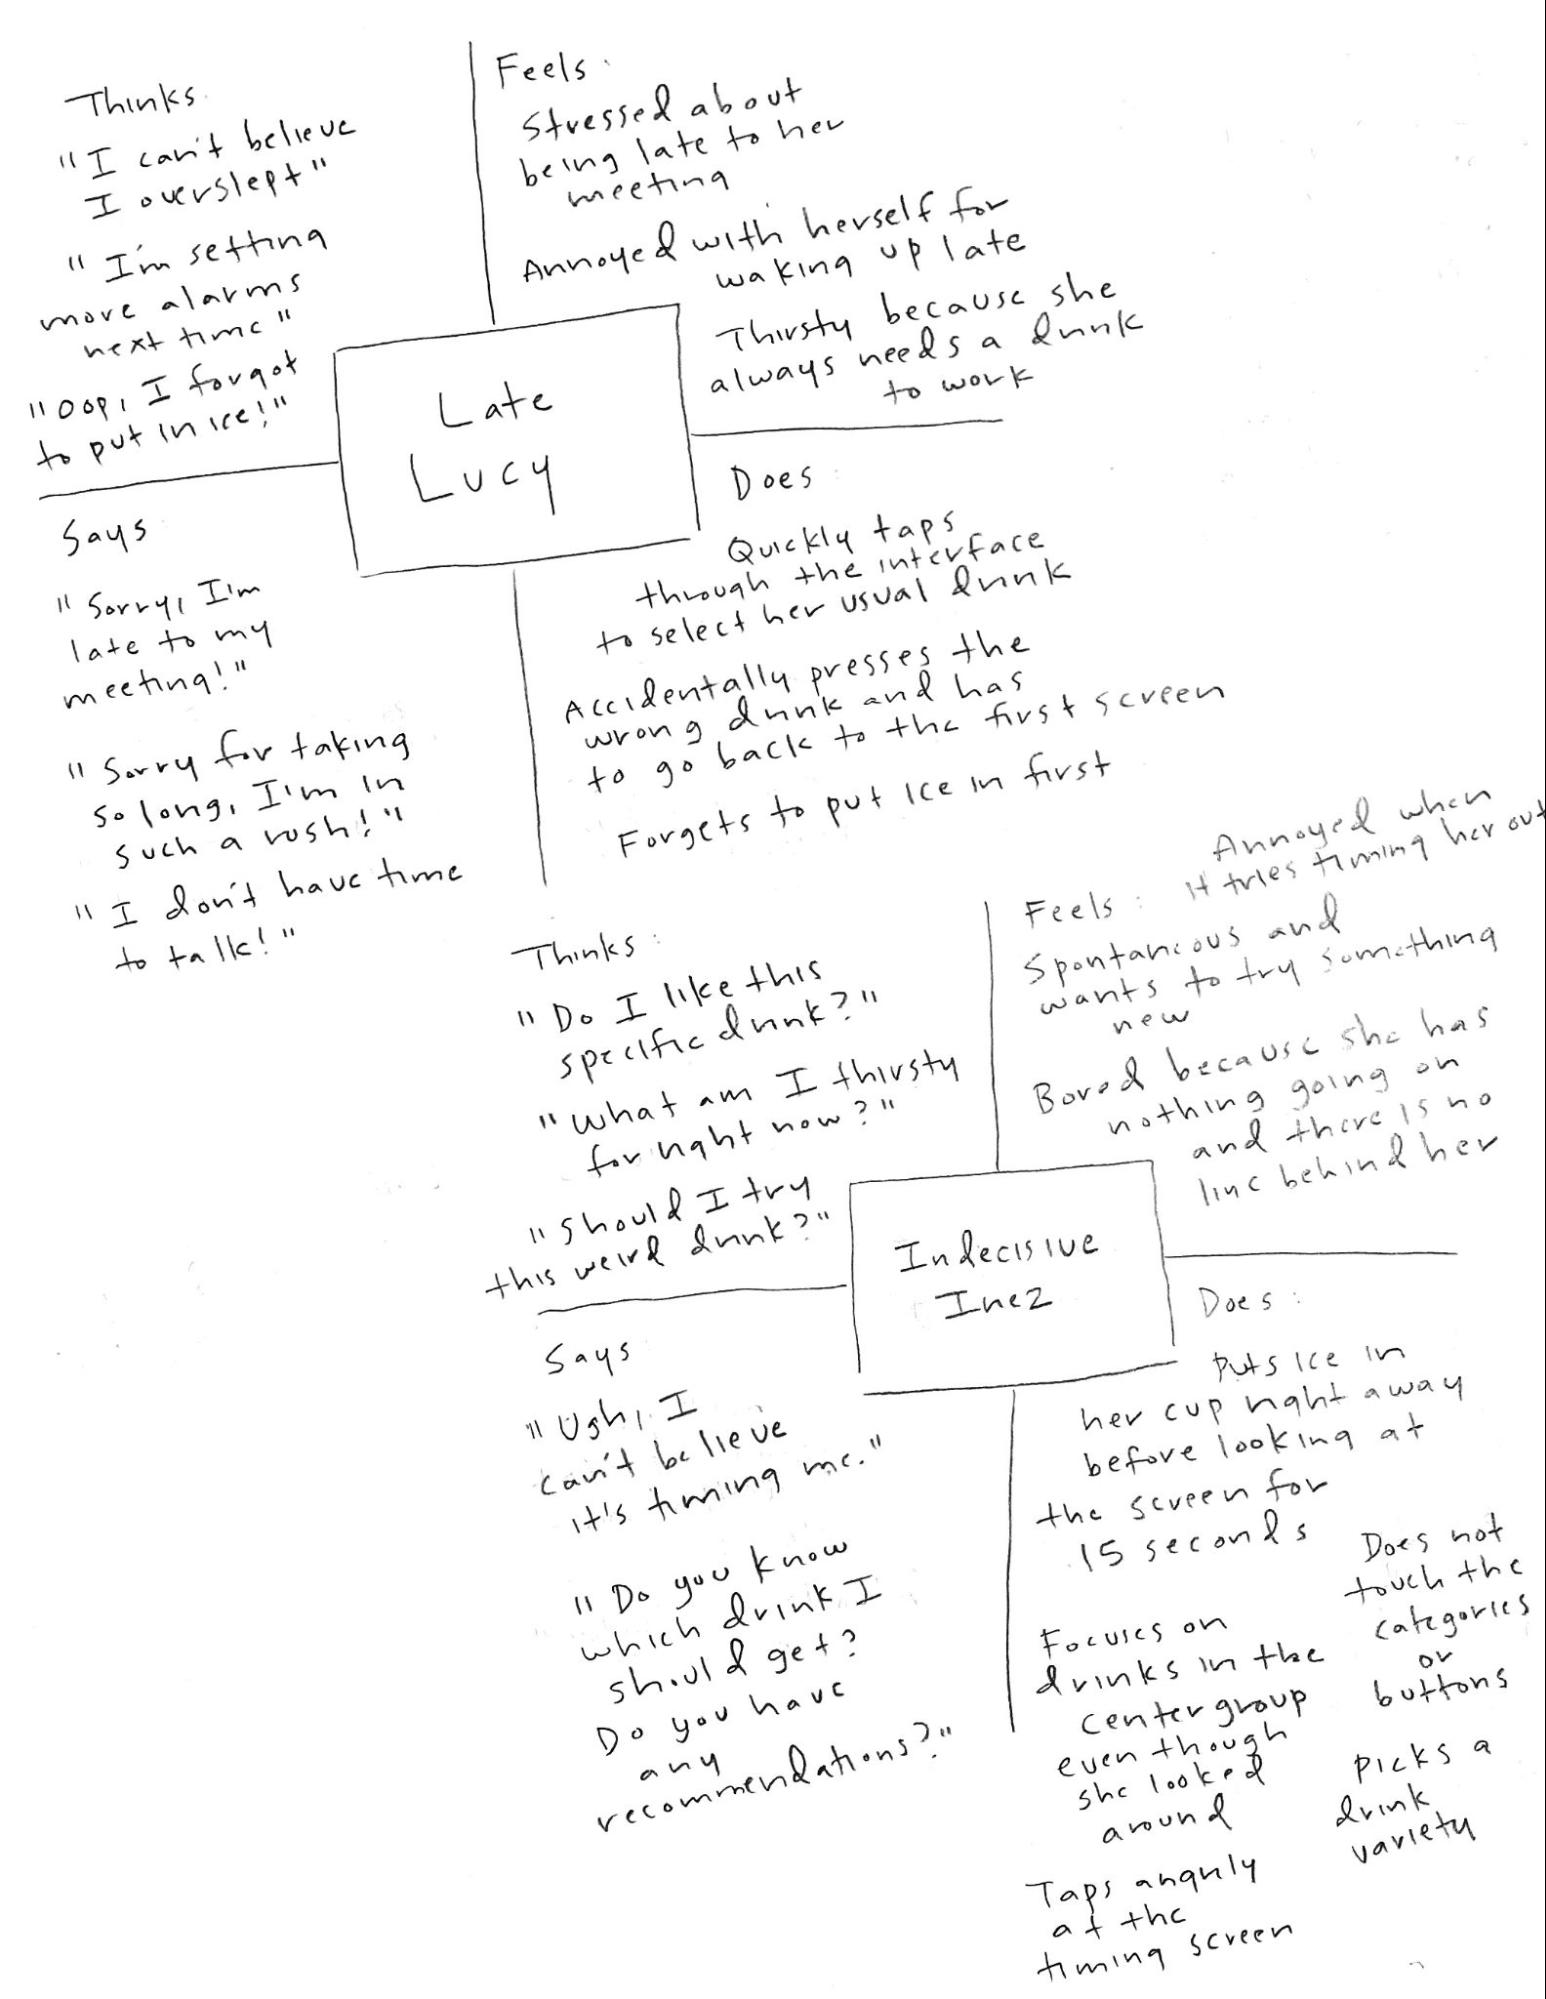 Thinks
"I can't believe
I overslept"
"I'm setting
more alarms
next time"
"Oop, I forgot
to put in ice!"
Feels:
Stressed about
being late to her
meeting
Annoyed with herself for
waking up late
Thirsty because she
always needs a drink
to work
Late
Lucy
Says
"Sorry, I'm
late to my
meeting!"
"Sorry for taking
so long, I'm in
such a rush!"
"I don't have time
to talk!"
Does
Quickly taps
through the interface
to select her usual drink
Accidentally presses the
wrong drink and has
to go back to the first screen
Forgets to put ice in first
Thinks:
"Do I like this
specific drink?"
"What am I thirsty
for right now?"
"Should I try
this weird drink?"
Feels:
Annoyed when
it tries timing her out
Spontaneous and
wants to try something
new
Bored because she has
nothing going on
and there is no
line behind her
Indecisive
Inez
Says
"Ugh, I
can't believe
it's timing me."
"Do you know
which drink I
should get?
Do you have
any
recommendations?"
Does:
Puts ice in
her cup right away
before looking at
the screen for
15 seconds
Focuses on
drinks in the
center group
even though
she looked
around
Taps angrily
at the
timing screen
Does not
touch the
categories
or
buttons
Picks a
drink
variety